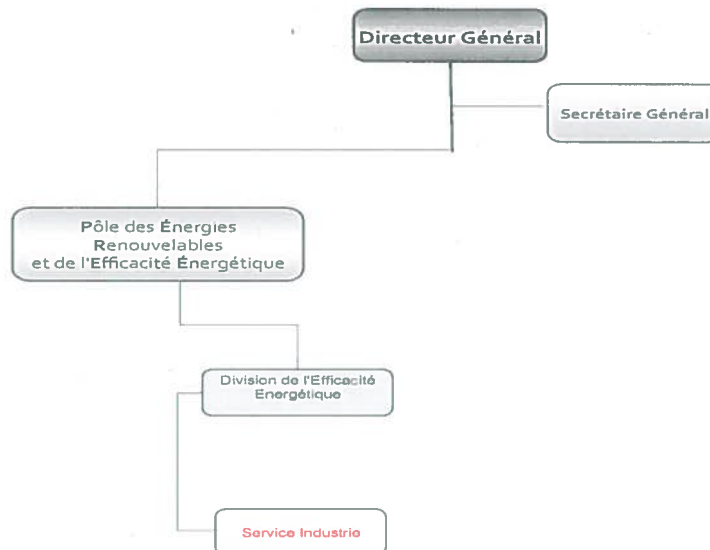 Directeur Général
Secrétaire Général
Pôle des Énergies
Renouvelables
et de l'Efficacité Énergétique
Division de l'Efficacité
Energétique
Service Industrie